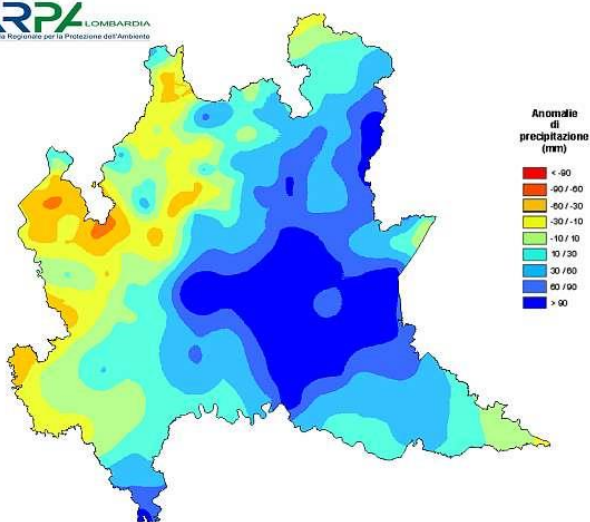 RPA LOMBARDIA
a Regionale per la Protezione dell'Ambiente
Anomalie
di
precipitazione
(mm)
< -90
-90 / -60
-60 / -30
-30 / -10
-10 / 10
10 / 30
30 / 60
60 / 90
> 90